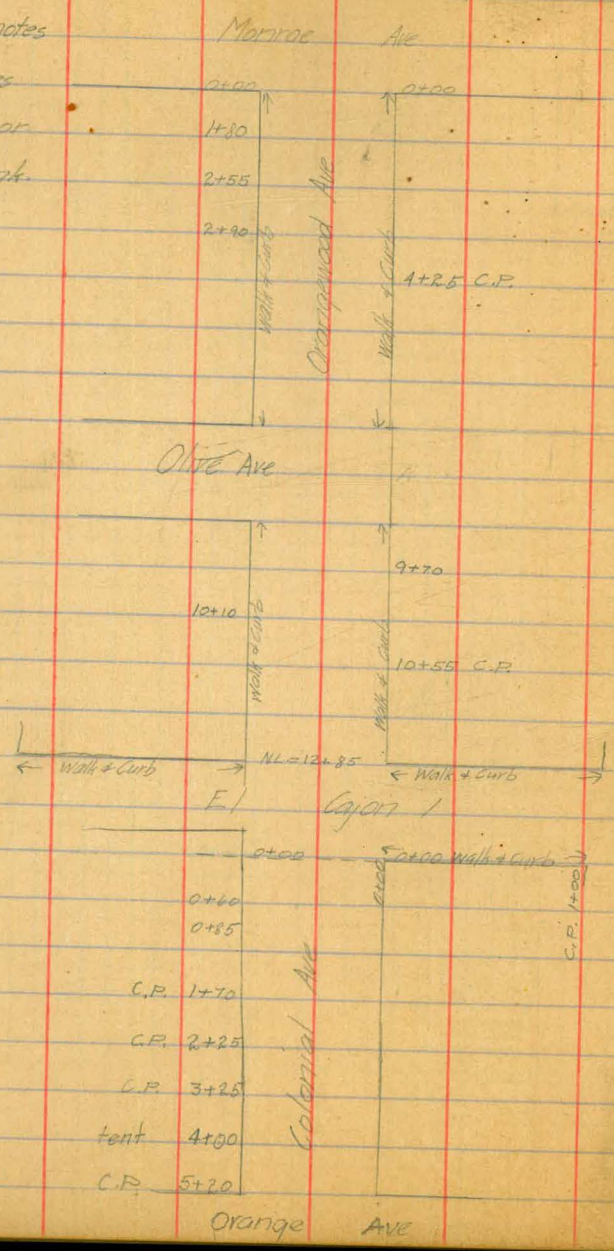 notes
Monroe Ave
0+00 0+00
1+80
2+55
2+90
Walk & Curb
Orangewood Ave
Walk & Curb
4+25 C.P.
Olive Ave
9+70
10+10
Walk & Curb
Walk & Curb
10+55 C.P.
NL=12+85
Walk & Curb
Walk & Curb
El Cajon
0+00
0+00 Walk & Curb
0+00
C.P. 1+00
0+60
0+85
C.P. 1+70
C.P. 2+25
C.P. 3+25
tent 4+00
C.P. 5+20
Colonial Ave
Orange Ave